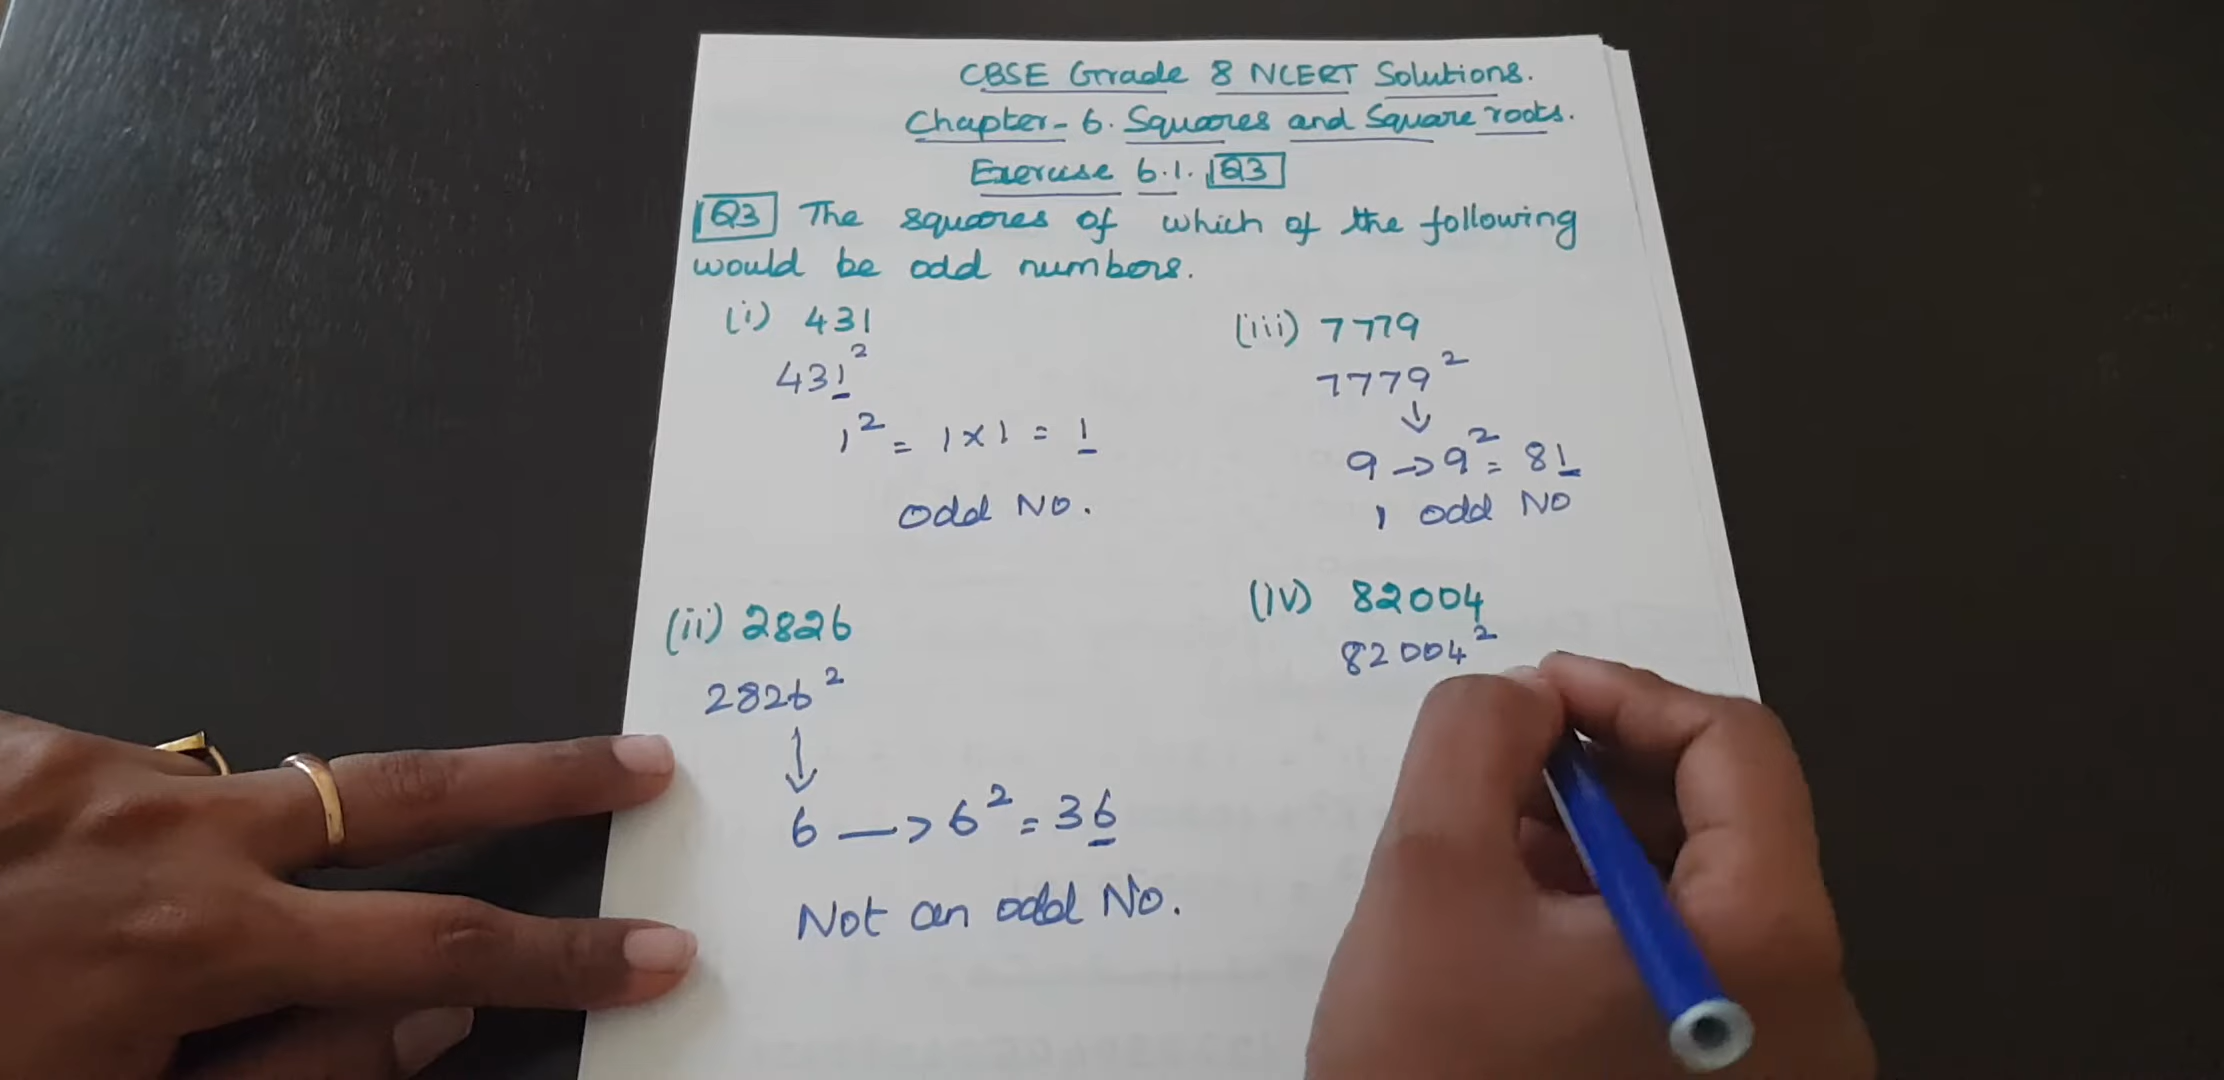 CBSE Grade 8 NCERT Solutions.
Chapter-6. Squares and Square roots.
Exercise 6.1. Q3
Q3 The squares of which of the following
would be odd numbers.
(i) 431
431²
1² = 1×1 = 1
Odd No.
(ii) 2826
2826²
↓
6 —> 6² = 36
Not an odd No.
(iii) 7779
7779²
↓
9 -> 9² = 81
1 odd No
(iv) 82004
82004²